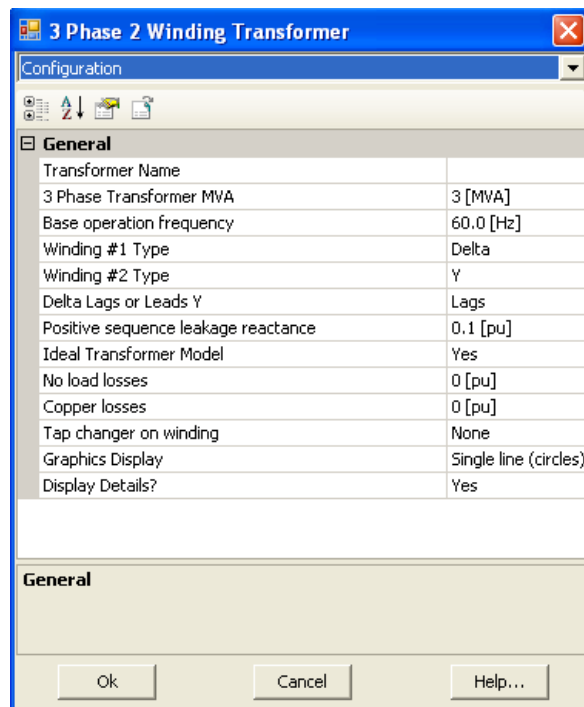 3 Phase 2 Winding Transformer
Configuration
A
Z
General
Transformer Name
3 Phase Transformer MVA 3 [MVA]
Base operation frequency 60.0 [Hz]
Winding #1 Type Delta
Winding #2 Type Y
Delta Lags or Leads Y Lags
Positive sequence leakage reactance 0.1 [pu]
Ideal Transformer Model Yes
No load losses 0 [pu]
Copper losses 0 [pu]
Tap changer on winding None
Graphics Display Single line (circles)
Display Details? Yes
General
Ok Cancel Help...